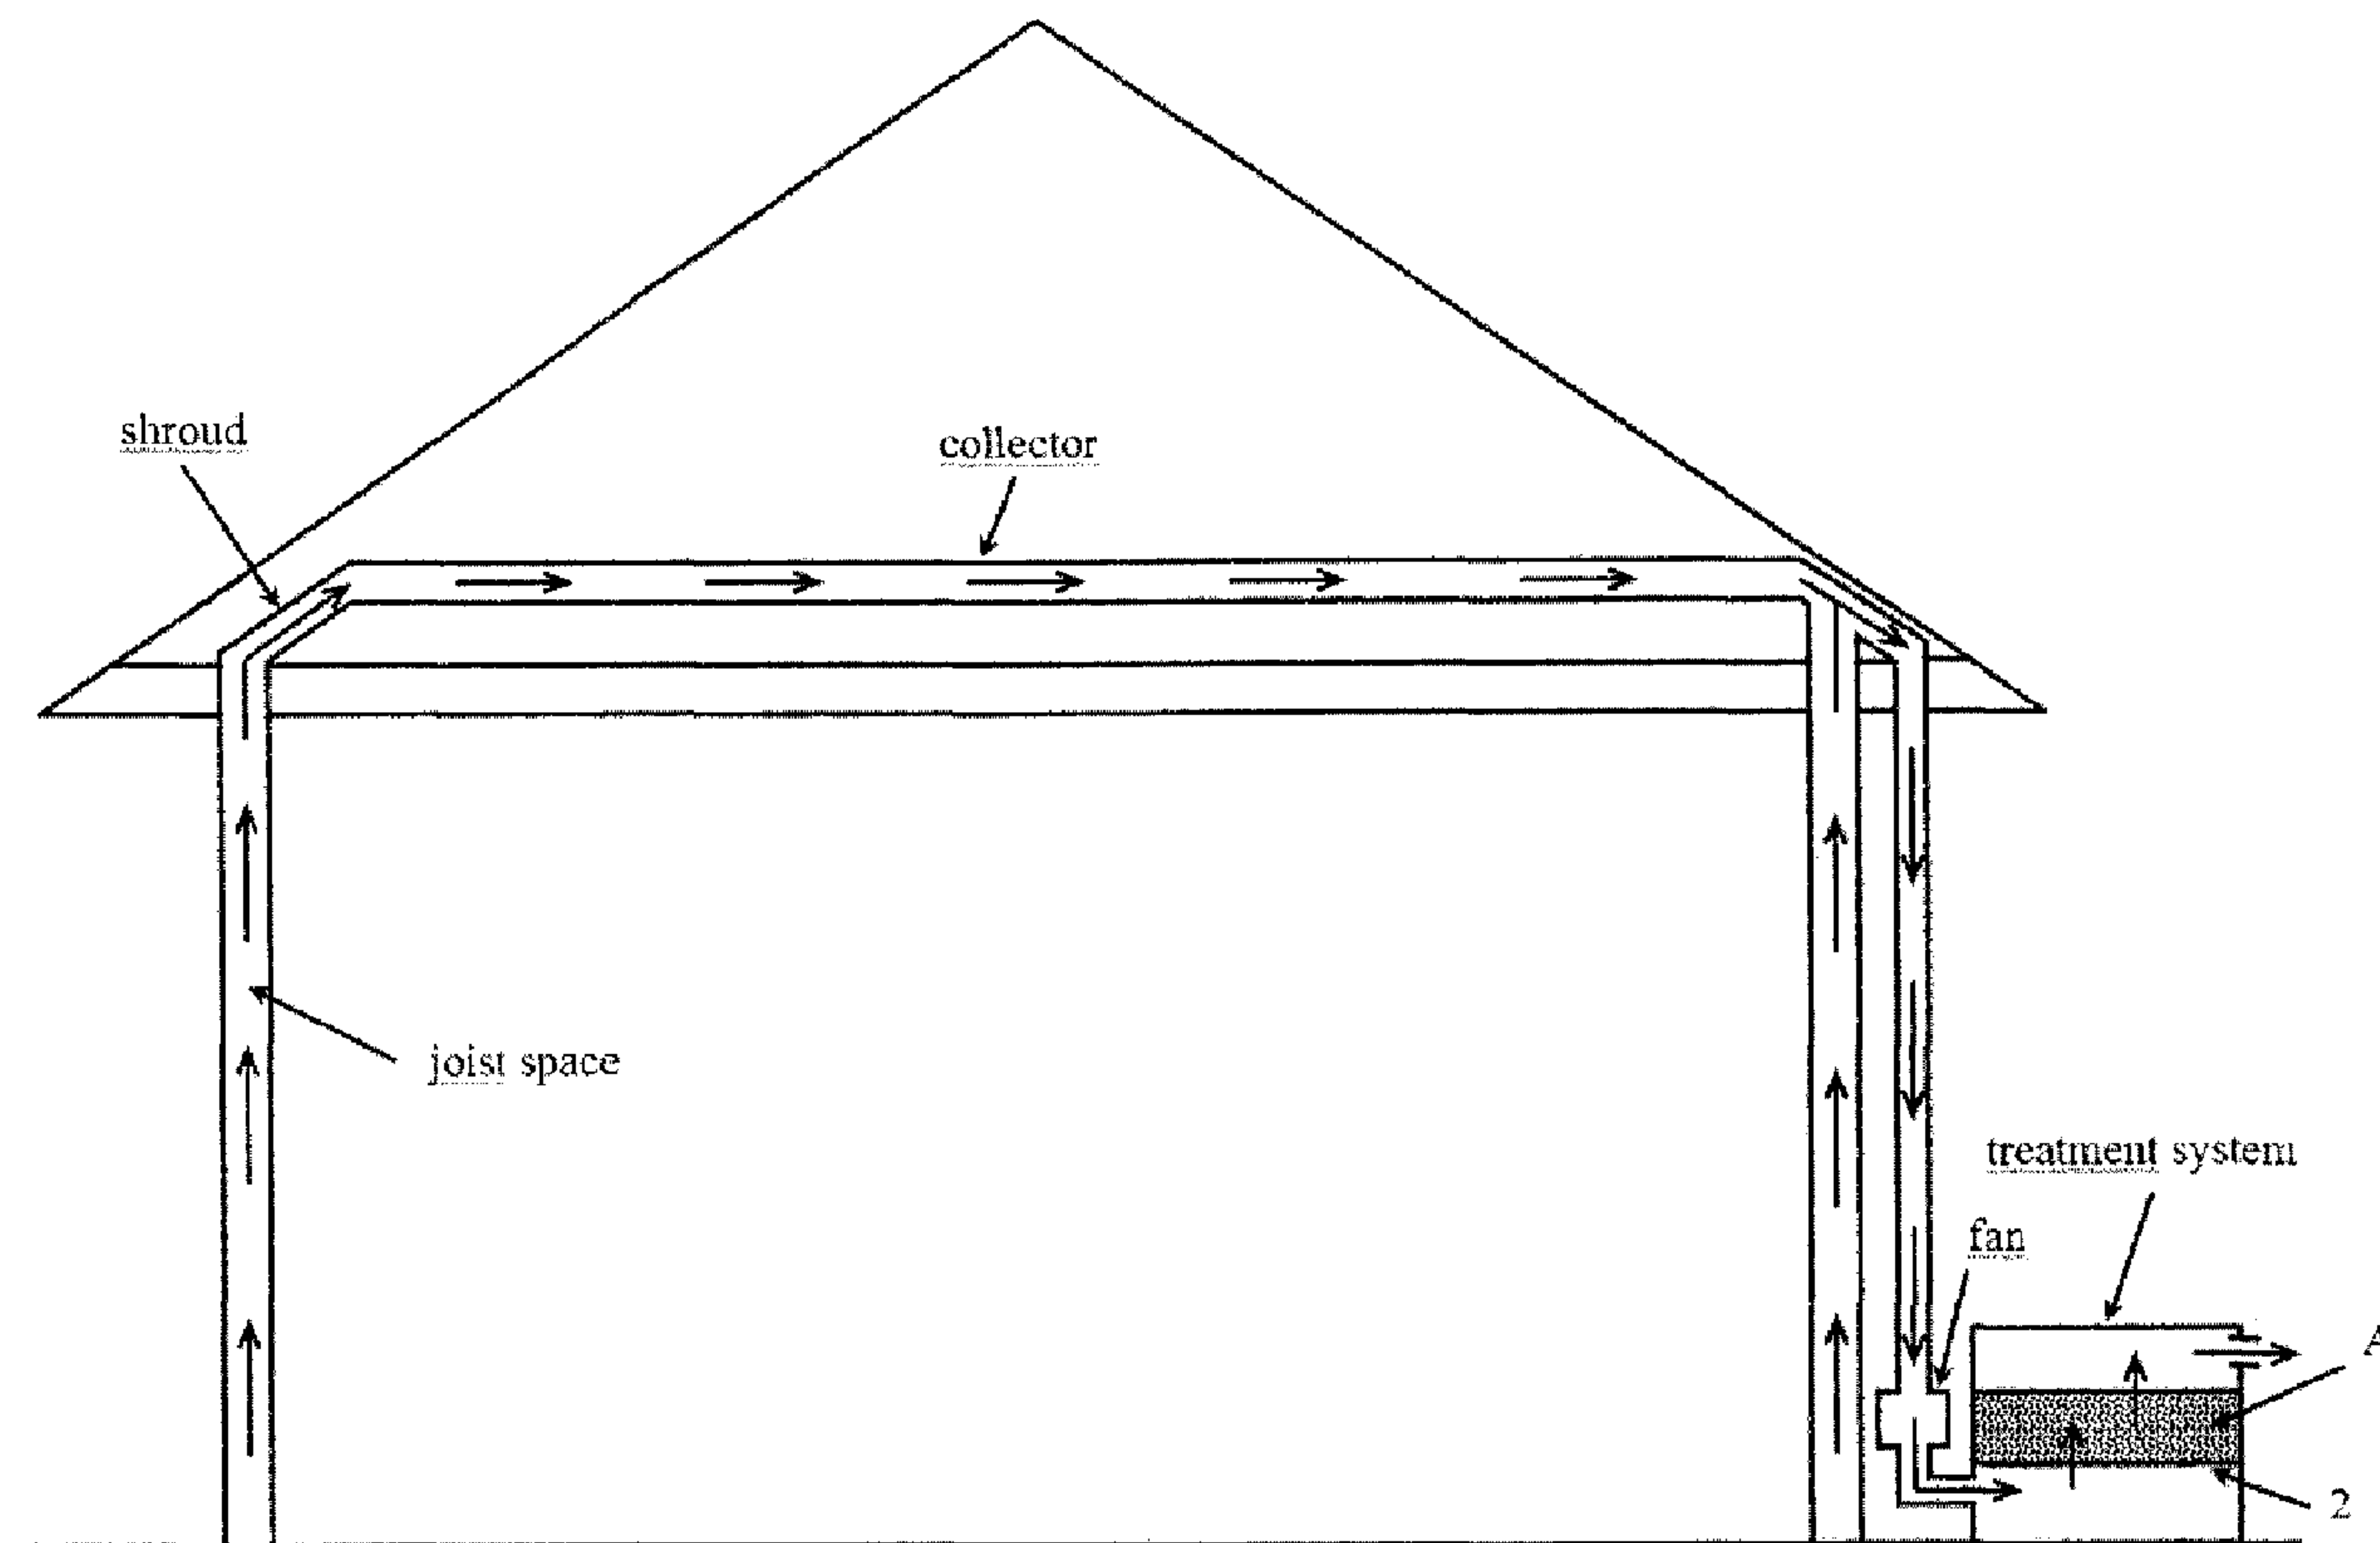 shroud
collector
joist space
treatment system
fan
A
2